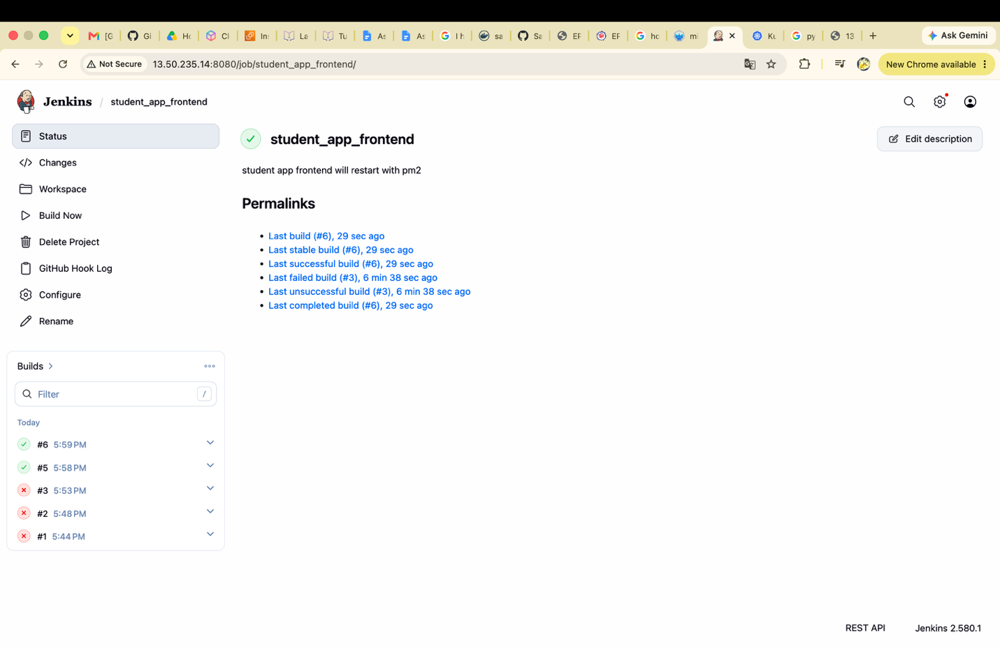 [G
Gi
Hc
Cl
In:
La
Tu
As
As
I h
sa
Sa
EF
EF
hc
mi
Ku
py
13
Ask Gemini
Not Secure
13.50.235.14:8080/job/student_app_frontend/
New Chrome available
Jenkins / student_app_frontend
Status
Changes
Workspace
Build Now
Delete Project
GitHub Hook Log
Configure
Rename
Builds
Filter /
Today
#6 5:59 PM
#5 5:58 PM
#3 5:53 PM
#2 5:48 PM
#1 5:44 PM
student_app_frontend
Edit description
student app frontend will restart with pm2
Permalinks
• Last build (#6), 29 sec ago
• Last stable build (#6), 29 sec ago
• Last successful build (#6), 29 sec ago
• Last failed build (#3), 6 min 38 sec ago
• Last unsuccessful build (#3), 6 min 38 sec ago
• Last completed build (#6), 29 sec ago
REST API
Jenkins 2.580.1